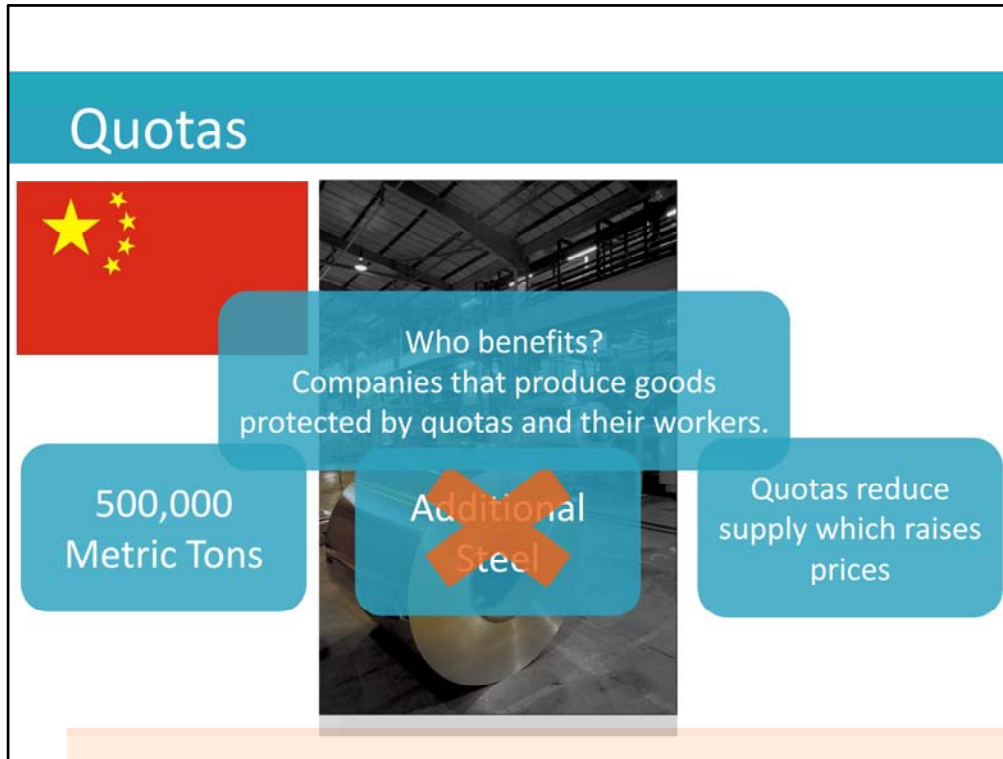 Quotas
Who benefits?
Companies that produce goods
protected by quotas and their workers.
500,000
Metric Tons
Additional
Steel
Quotas reduce
supply which raises
prices